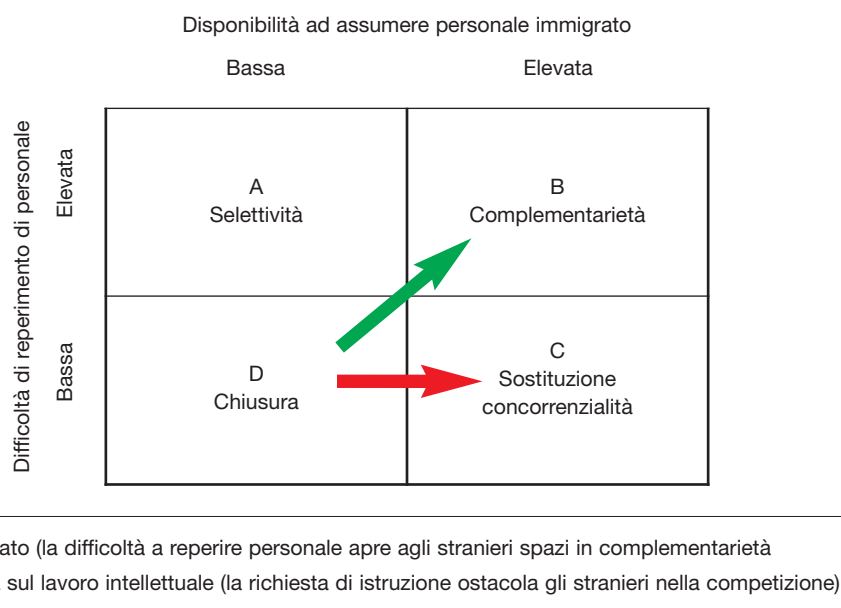 Disponibilità ad assumere personale immigrato
Bassa
Elevata
Difficoltà di reperimento di personale
Elevata
Bassa
A
Selettività
B
Complementarietà
D
Chiusura
C
Sostituzione
concorrenzialità
(la difficoltà a reperire personale apre agli stranieri spazi in complementarietà
sul lavoro intellettuale (la richiesta di istruzione ostacola gli stranieri nella competizione)